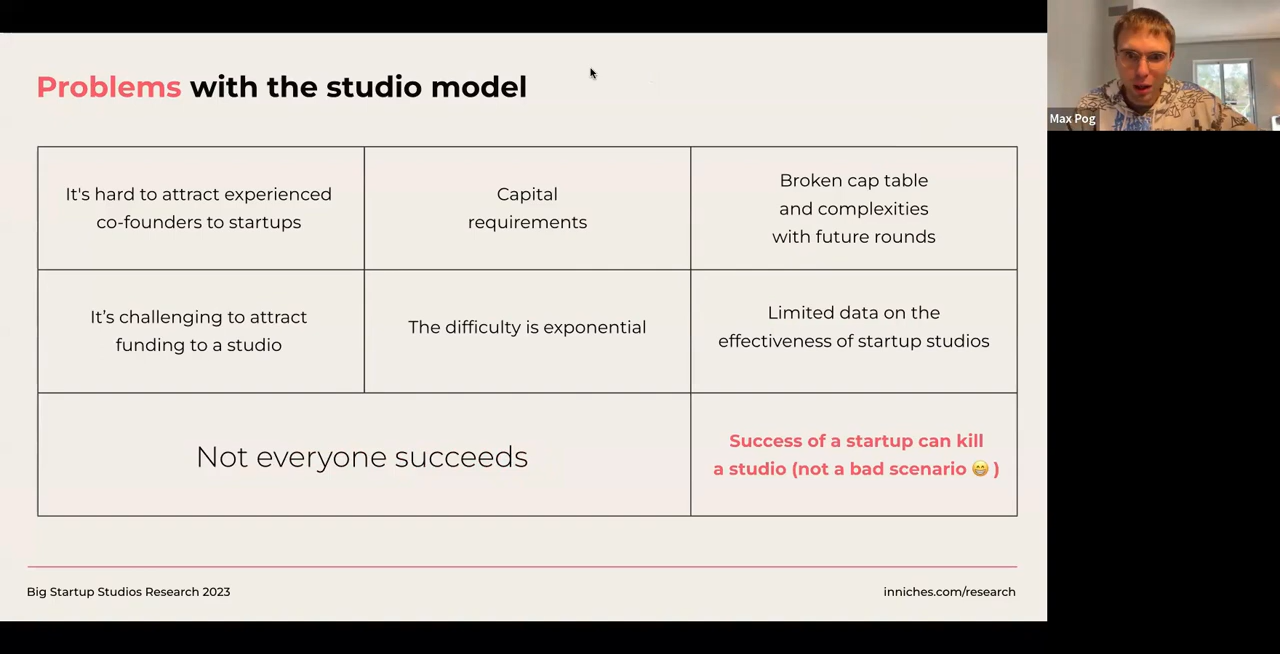 Problems with the studio model
It's hard to attract experienced
co-founders to startups
Capital
requirements
Broken cap table
and complexities
with future rounds
It’s challenging to attract
funding to a studio
The difficulty is exponential
Limited data on the
effectiveness of startup studios
Not everyone succeeds
Success of a startup can kill
a studio (not a bad scenario 😁 )
Big Startup Studios Research 2023
inniches.com/research
Max Pog